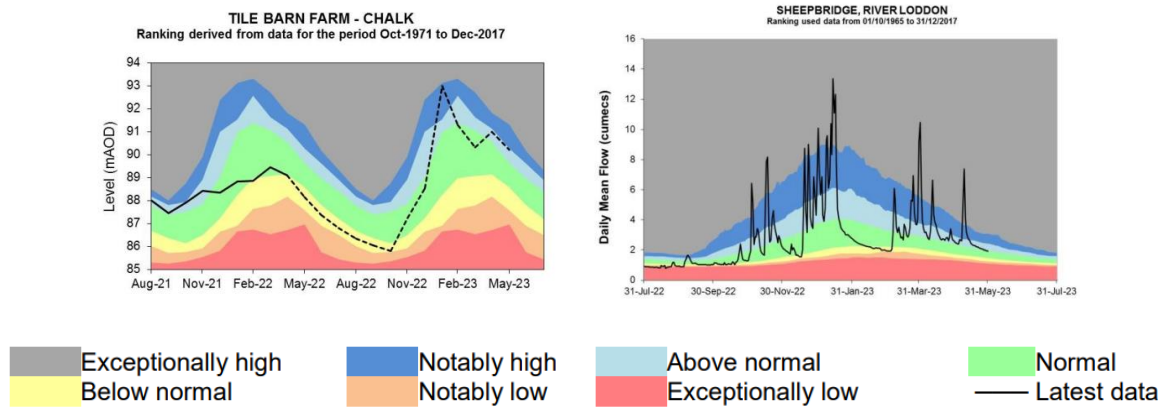 TILE BARN FARM - CHALK
Ranking derived from data for the period Oct-1971 to Dec-2017
Level (mAOD)
94
93
92
91
90
89
88
87
86
85
Aug-21 Nov-21 Feb-22 May-22 Aug-22 Nov-22 Feb-23 May-23
SHEEPBRIDGE, RIVER LODDON
Ranking used data from 01/10/1965 to 31/12/2017
Daily Mean Flow (cumecs)
16
14
12
10
8
6
4
2
0
31-Jul-22 30-Sep-22 30-Nov-22 31-Jan-23 31-Mar-23 31-May-23 31-Jul-23
Exceptionally high Notably high Above normal Normal
Below normal Notably low Exceptionally low Latest data